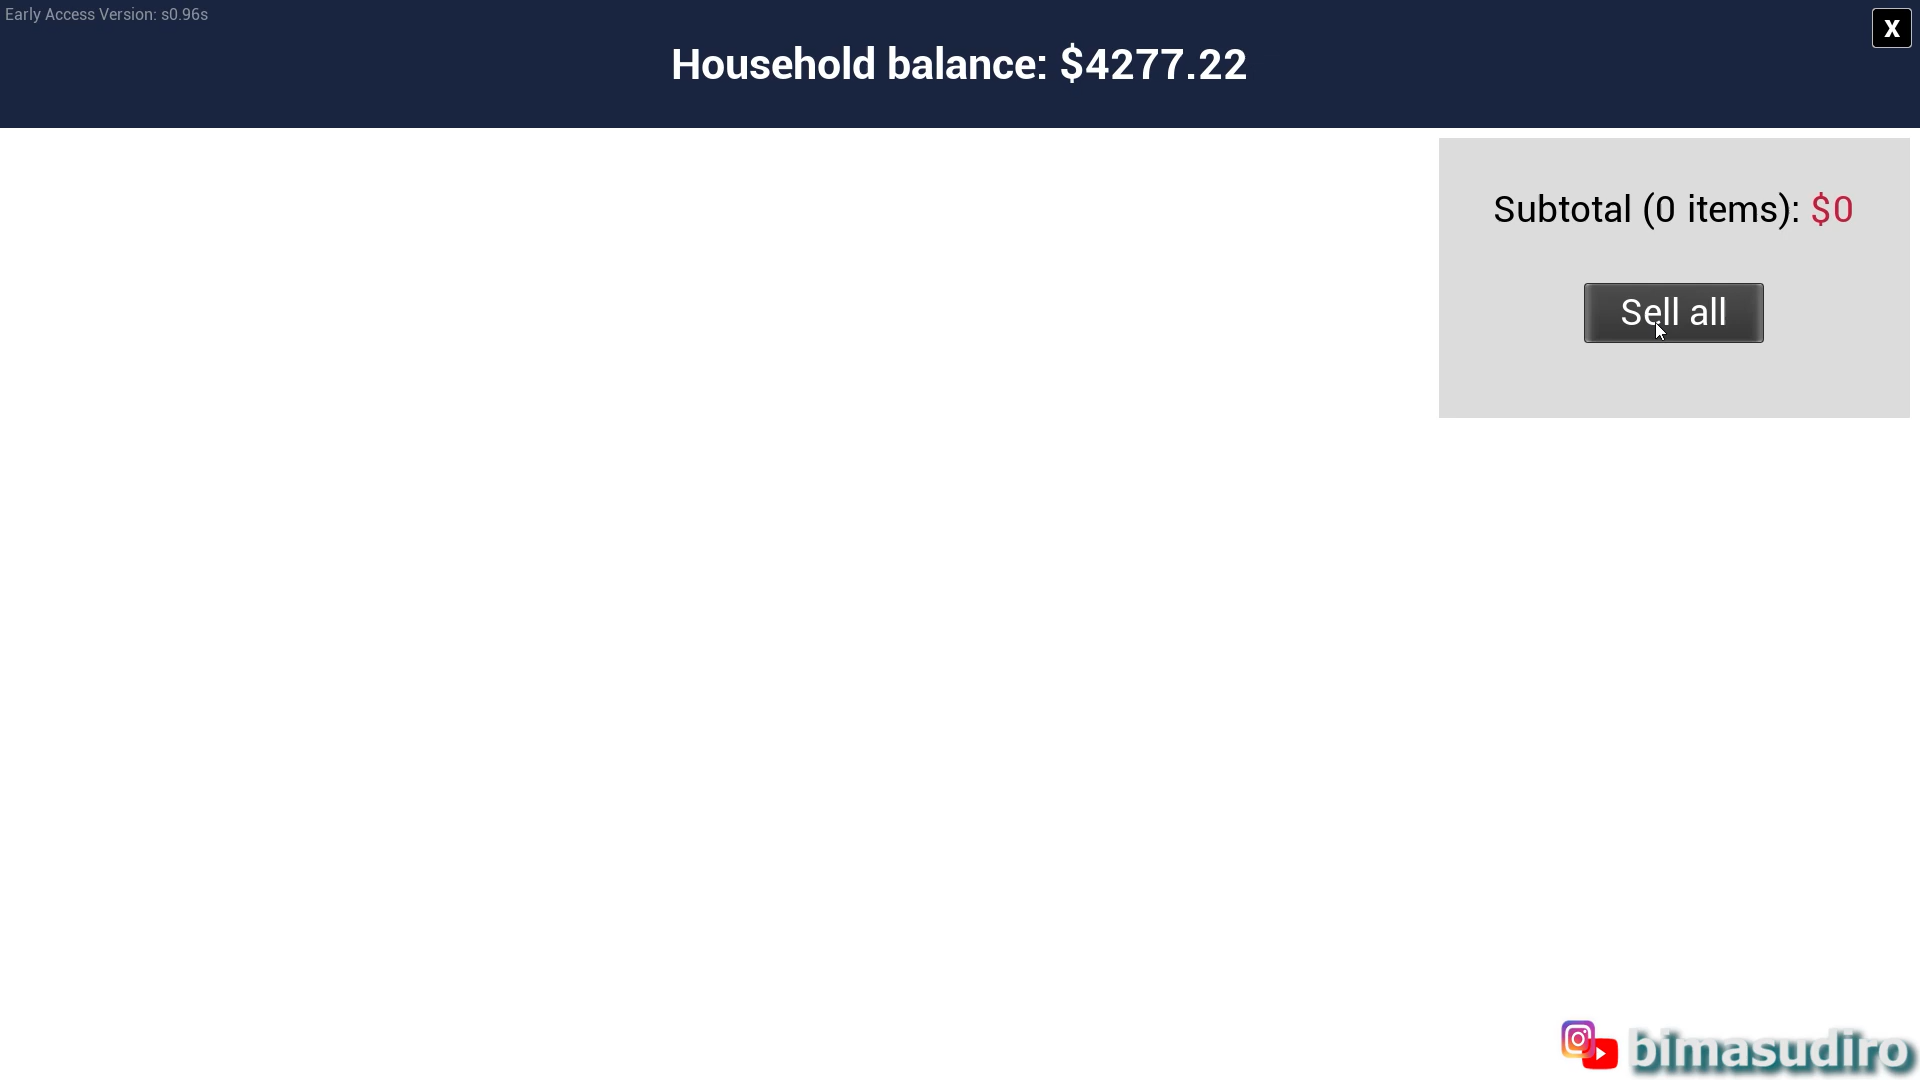 Early Access Version: s0.96s
X
Household balance: $4277.22
Subtotal (0 items): $0
Sell all
bimasudiro